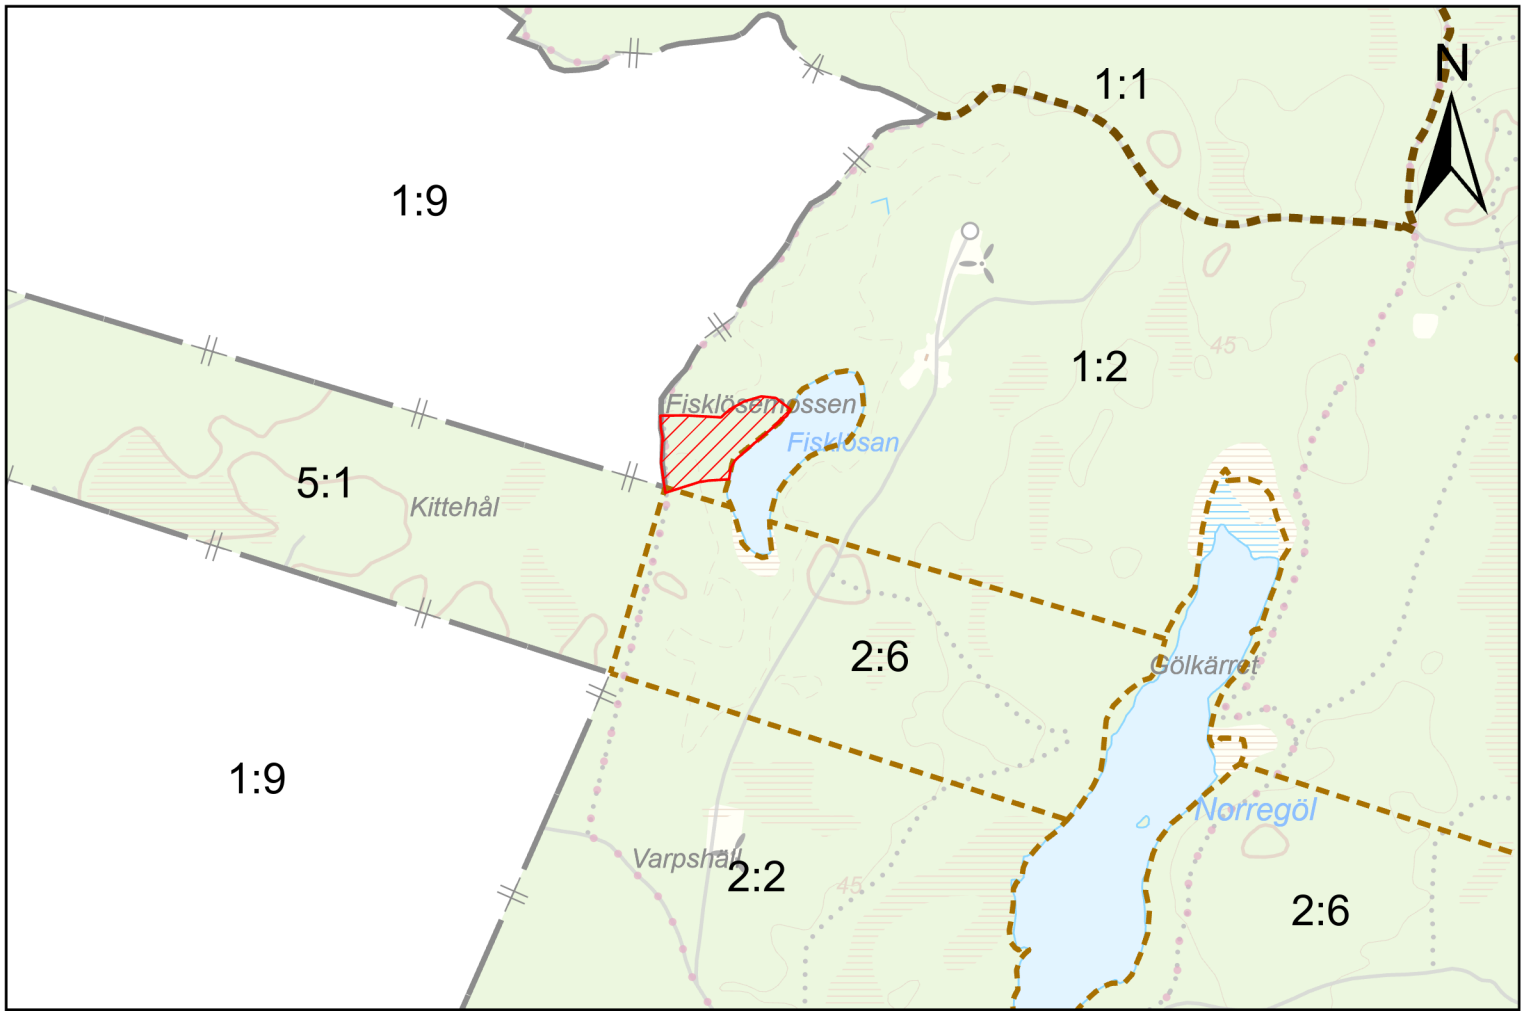 N
1:1
1:9
45
1:2
Fisklösemossen
Fisklösan
5:1
Kittehål
2:6
Gölkärret
1:9
Norregöl
Varpshäll
2:2
45
2:6